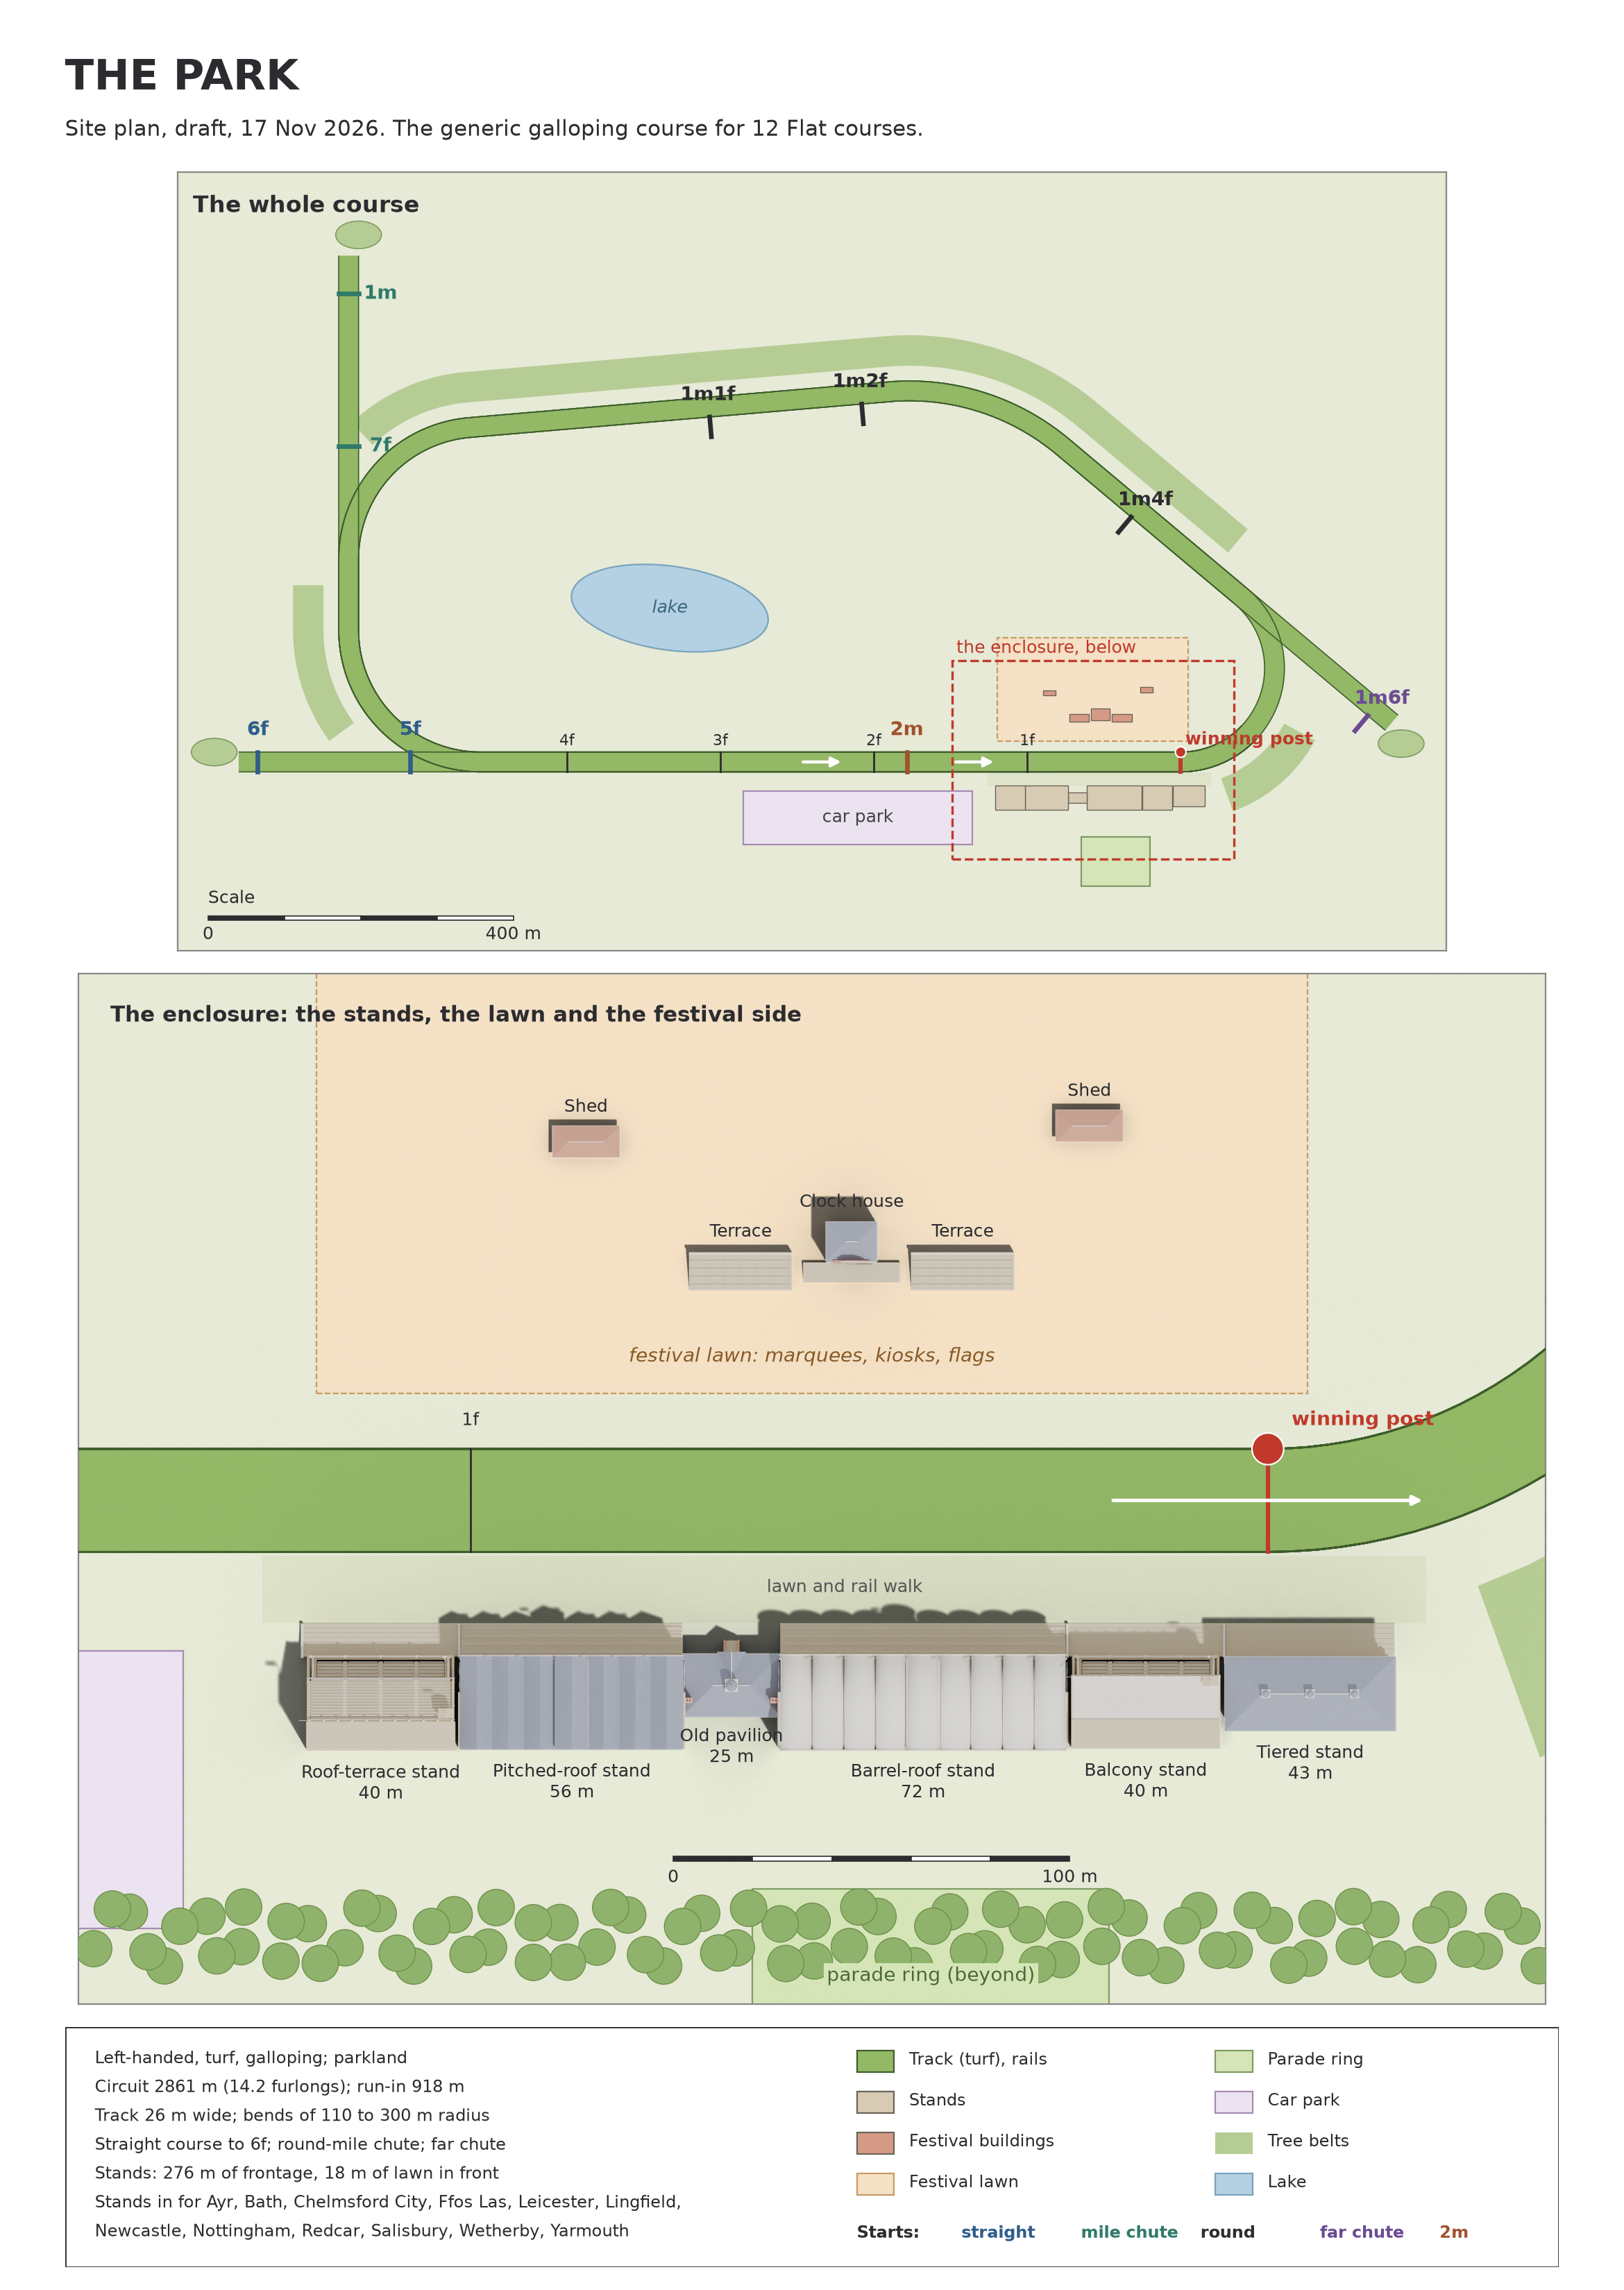 THE PARK
Site plan, draft, 17 Nov 2026. The generic galloping course for 12 Flat courses.
The whole course
1m
1m1f
1m2f
7f
1m4f
lake
the enclosure, below
1m6f
6f
5f
4f
3f
2f
2m
1f
winning post
car park
Scale
0
400 m
The enclosure: the stands, the lawn and the festival side
Shed
Shed
Clock house
Terrace
Terrace
festival lawn: marquees, kiosks, flags
1f
winning post
lawn and rail walk
Roof-terrace stand
40 m
Pitched-roof stand
56 m
Old pavilion
25 m
Barrel-roof stand
72 m
Balcony stand
40 m
Tiered stand
43 m
0
100 m
parade ring (beyond)
Left-handed, turf, galloping; parkland
Circuit 2861 m (14.2 furlongs); run-in 918 m
Track 26 m wide; bends of 110 to 300 m radius
Straight course to 6f; round-mile chute; far chute
Stands: 276 m of frontage, 18 m of lawn in front
Stands in for Ayr, Bath, Chelmsford City, Ffos Las, Leicester, Lingfield,
Newcastle, Nottingham, Redcar, Salisbury, Wetherby, Yarmouth
Track (turf), rails
Stands
Festival buildings
Festival lawn
Parade ring
Car park
Tree belts
Lake
Starts: straight mile chute round far chute 2m